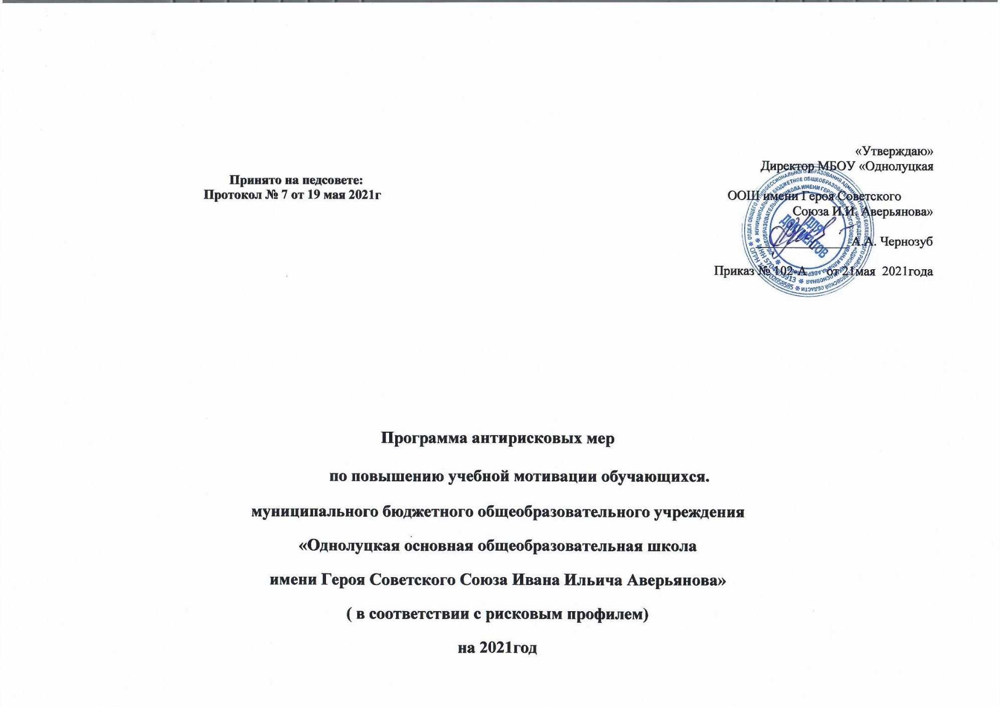 Принято на педсовете:
Протокол № 7 от 19 мая 2021г
«Утверждаю»
Директор МБОУ «Однолуцкая
ООШ имени Героя Советского
Союза И.И. Аверьянова»
А.А. Чернозуб
Приказ № 102-А от 21мая 2021года
ДЛЯ
ДОКУМЕНТОВ
Программа антирисковых мер
по повышению учебной мотивации обучающихся.
муниципального бюджетного общеобразовательного учреждения
«Однолуцкая основная общеобразовательная школа
имени Героя Советского Союза Ивана Ильича Аверьянова»
( в соответствии с рисковым профилем)
на 2021год